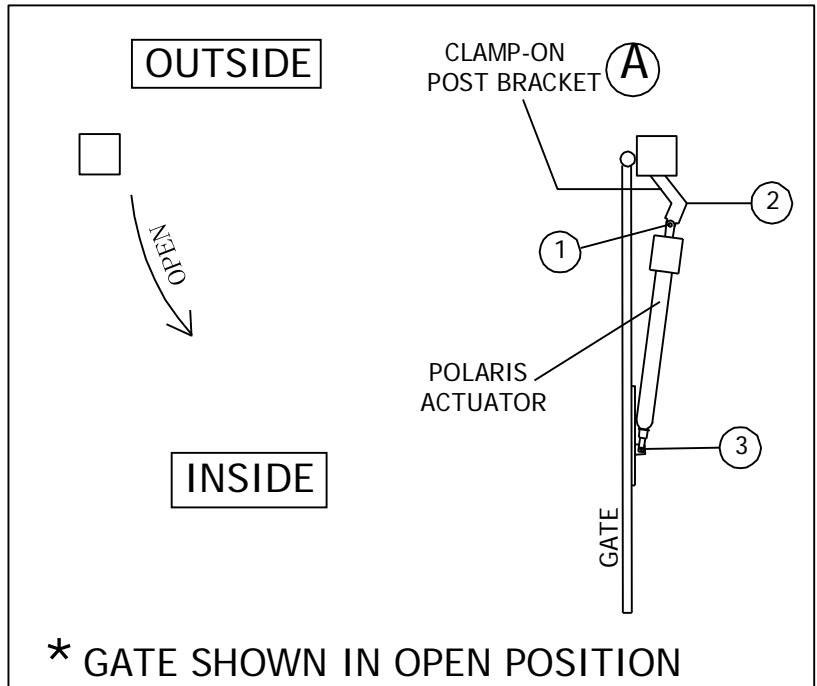 OUTSIDE
CLAMP-ON
POST BRACKET
A
2
1
OPEN
POLARIS
ACTUATOR
3
INSIDE
GATE
* GATE SHOWN IN OPEN POSITION